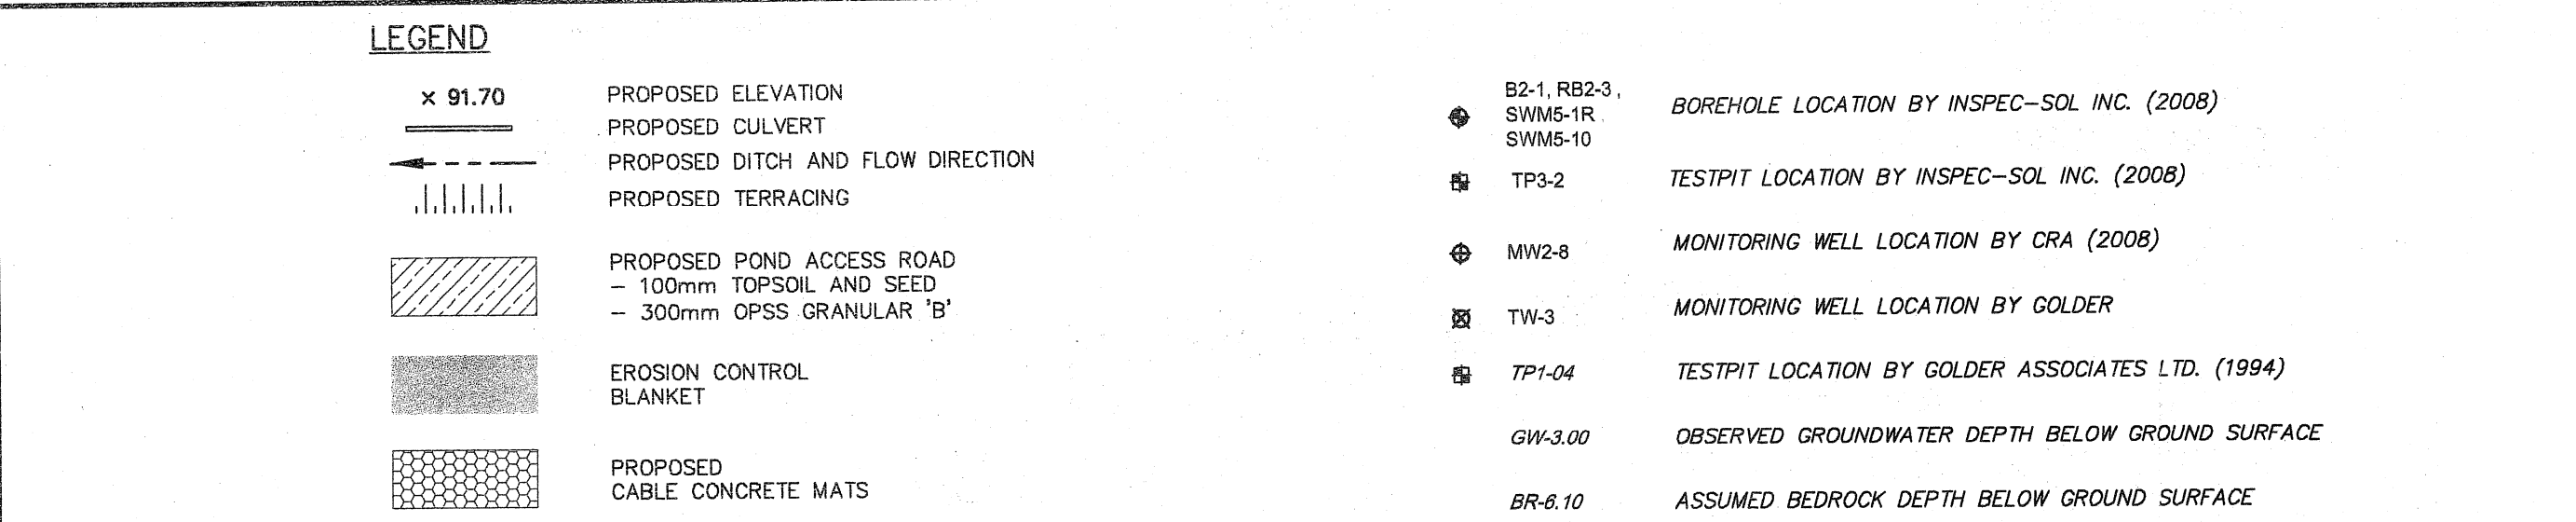 LEGEND
× 91.70 PROPOSED ELEVATION
PROPOSED CULVERT
PROPOSED DITCH AND FLOW DIRECTION
PROPOSED TERRACING
PROPOSED POND ACCESS ROAD
– 100mm TOPSOIL AND SEED
– 300mm OPSS GRANULAR 'B'
EROSION CONTROL
BLANKET
PROPOSED
CABLE CONCRETE MATS
B2-1, RB2-3,
SWM5-1R
SWM5-10
BOREHOLE LOCATION BY INSPEC–SOL INC. (2008)
TP3-2 TESTPIT LOCATION BY INSPEC–SOL INC. (2008)
MW2-8 MONITORING WELL LOCATION BY CRA (2008)
TW-3 MONITORING WELL LOCATION BY GOLDER
TP1-04 TESTPIT LOCATION BY GOLDER ASSOCIATES LTD. (1994)
GW-3.00 OBSERVED GROUNDWATER DEPTH BELOW GROUND SURFACE
BR-6.10 ASSUMED BEDROCK DEPTH BELOW GROUND SURFACE